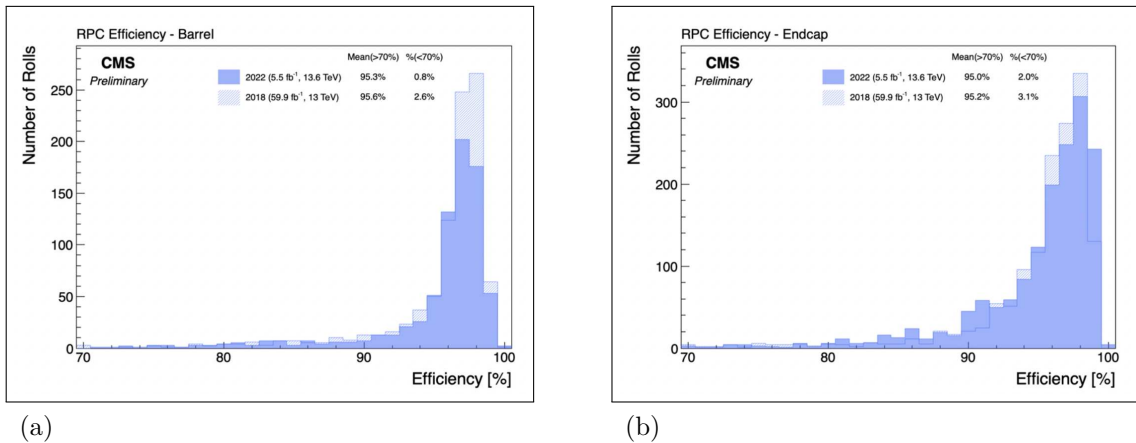 RPC Efficiency - Barrel
CMS
Preliminary
Mean(>70%) %(<70%)
2022 (5.5 fb⁻¹, 13.6 TeV) 95.3% 0.8%
2018 (59.9 fb⁻¹, 13 TeV) 95.6% 2.6%
Number of Rolls
250
200
150
100
50
0
70 80 90 100
Efficiency [%]
(a)
RPC Efficiency - Endcap
CMS
Preliminary
Mean(>70%) %(<70%)
2022 (5.5 fb⁻¹, 13.6 TeV) 95.0% 2.0%
2018 (59.9 fb⁻¹, 13 TeV) 95.2% 3.1%
Number of Rolls
300
200
100
0
70 80 90 100
Efficiency [%]
(b)